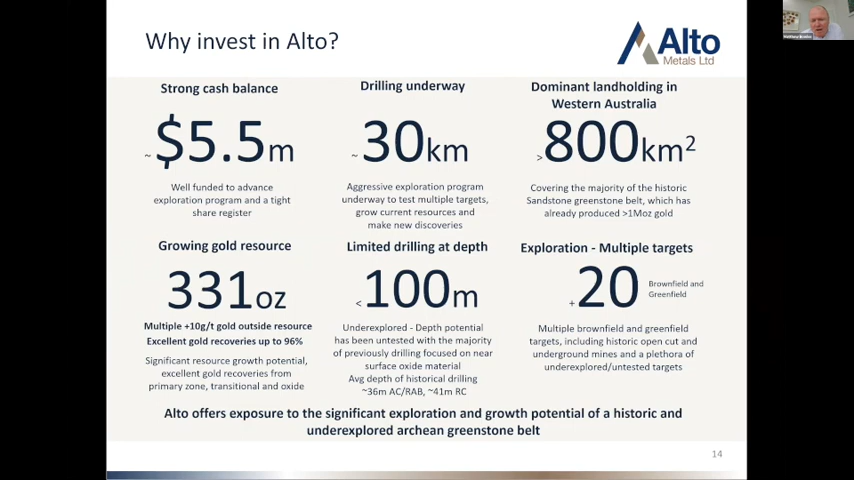 Why invest in Alto?
Alto
Metals Ltd
Strong cash balance
~$5.5m
Well funded to advance
exploration program and a tight
share register
Drilling underway
~30km
Aggressive exploration program
underway to test multiple targets,
grow current resources and
make new discoveries
Dominant landholding in
Western Australia
>800km²
Covering the majority of the historic
Sandstone greenstone belt, which has
already produced >1Moz gold
Growing gold resource
331oz
Multiple +10g/t gold outside resource
Excellent gold recoveries up to 96%
Significant resource growth potential,
excellent gold recoveries from
primary zone, transitional and oxide
Limited drilling at depth
<100m
Underexplored - Depth potential
has been untested with the majority
of previously drilling focused on near
surface oxide material
Avg depth of historical drilling
~36m AC/RAB, ~41m RC
Exploration - Multiple targets
+20
Brownfield and
Greenfield
Multiple brownfield and greenfield
targets, including historic open cut and
underground mines and a plethora of
underexplored/untested targets
Alto offers exposure to the significant exploration and growth potential of a historic and
underexplored archean greenstone belt
14